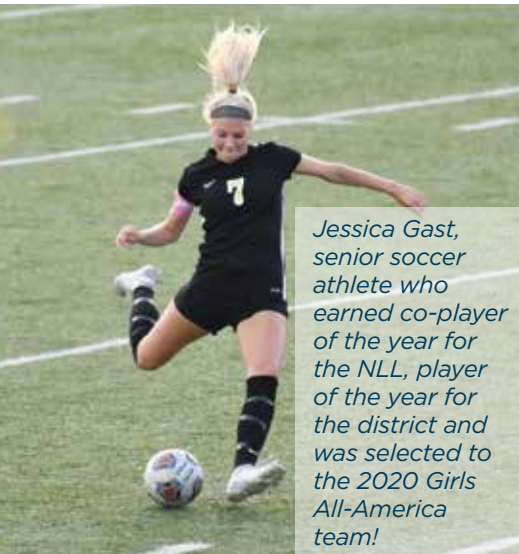 7
Jessica Gast,
senior soccer
athlete who
earned co-player
of the year for
the NLL, player
of the year for
the district and
was selected to
the 2020 Girls
All-America
team!